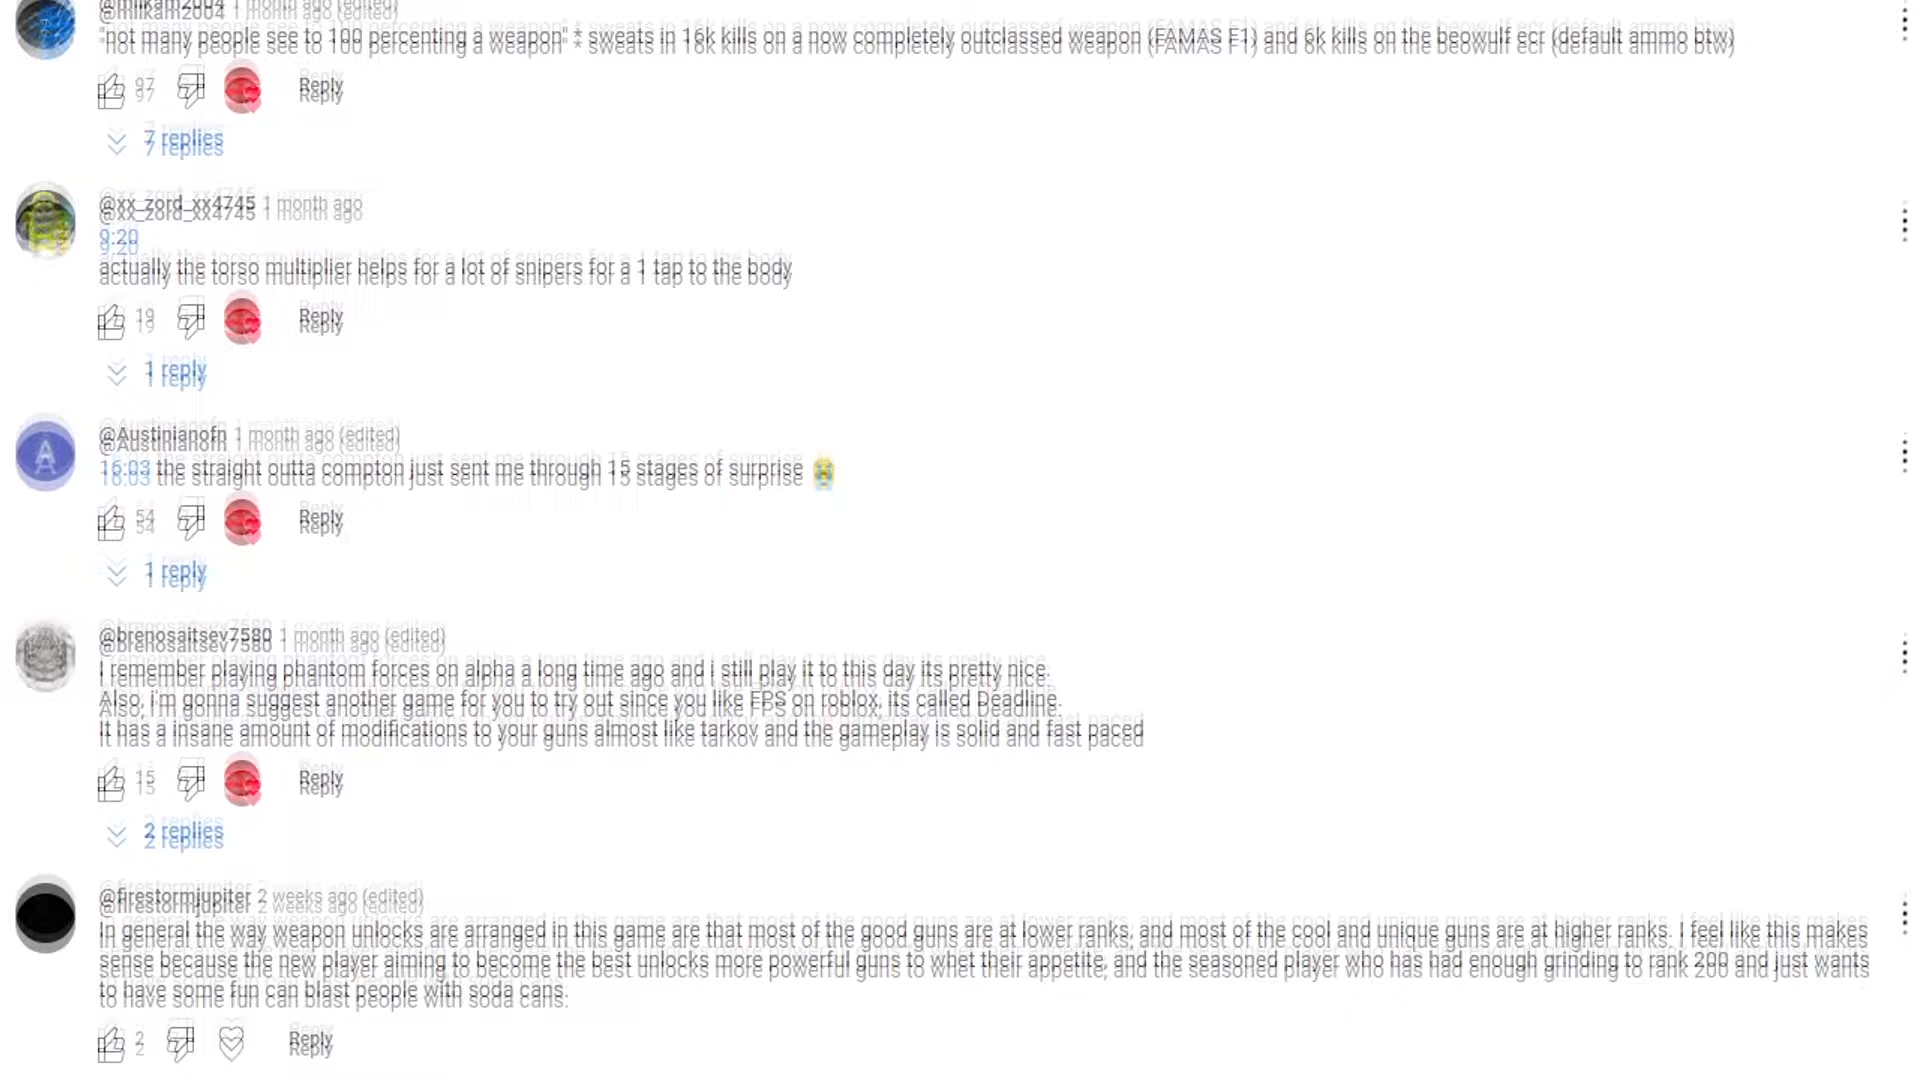 @milkam2004 1 month ago (edited)
"not many people see to 100 percenting a weapon" * sweats in 16k kills on a now completely outclassed weapon (FAMAS F1) and 6k kills on the beowulf ecr (default ammo btw)
97 Reply
7 replies
@xx_zord_xx4745 1 month ago
9:20
actually the torso multiplier helps for a lot of snipers for a 1 tap to the body
19 Reply
1 reply
@Austinianofn 1 month ago (edited)
A
16:03 the straight outta compton just sent me through 15 stages of surprise 😭
54 Reply
1 reply
@brenosaitsev7580 1 month ago (edited)
I remember playing phantom forces on alpha a long time ago and i still play it to this day its pretty nice.
Also, i'm gonna suggest another game for you to try out since you like FPS on roblox, its called Deadline.
It has a insane amount of modifications to your guns almost like tarkov and the gameplay is solid and fast paced
15 Reply
2 replies
@firestormjupiter 2 weeks ago (edited)
In general the way weapon unlocks are arranged in this game are that most of the good guns are at lower ranks, and most of the cool and unique guns are at higher ranks. I feel like this makes
sense because the new player aiming to become the best unlocks more powerful guns to whet their appetite, and the seasoned player who has had enough grinding to rank 200 and just wants
to have some fun can blast people with soda cans.
2 Reply